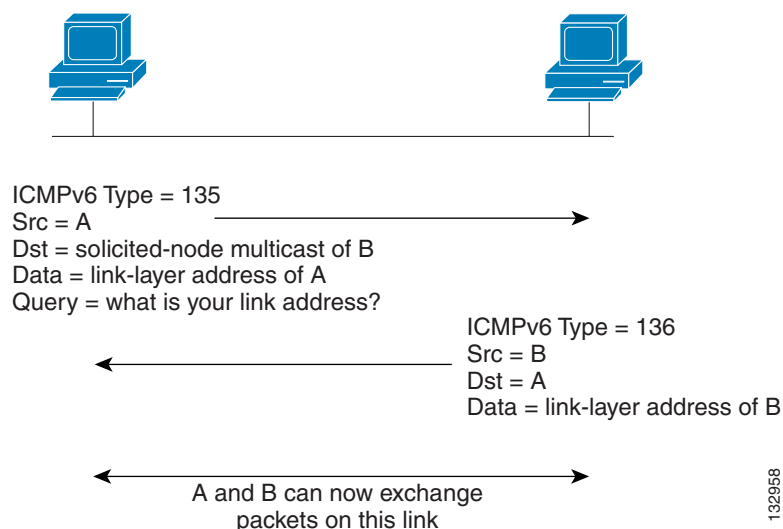 ICMPv6 Type = 135
Src = A
Dst = solicited-node multicast of B
Data = link-layer address of A
Query = what is your link address?
ICMPv6 Type = 136
Src = B
Dst = A
Data = link-layer address of B
A and B can now exchange
packets on this link
132958